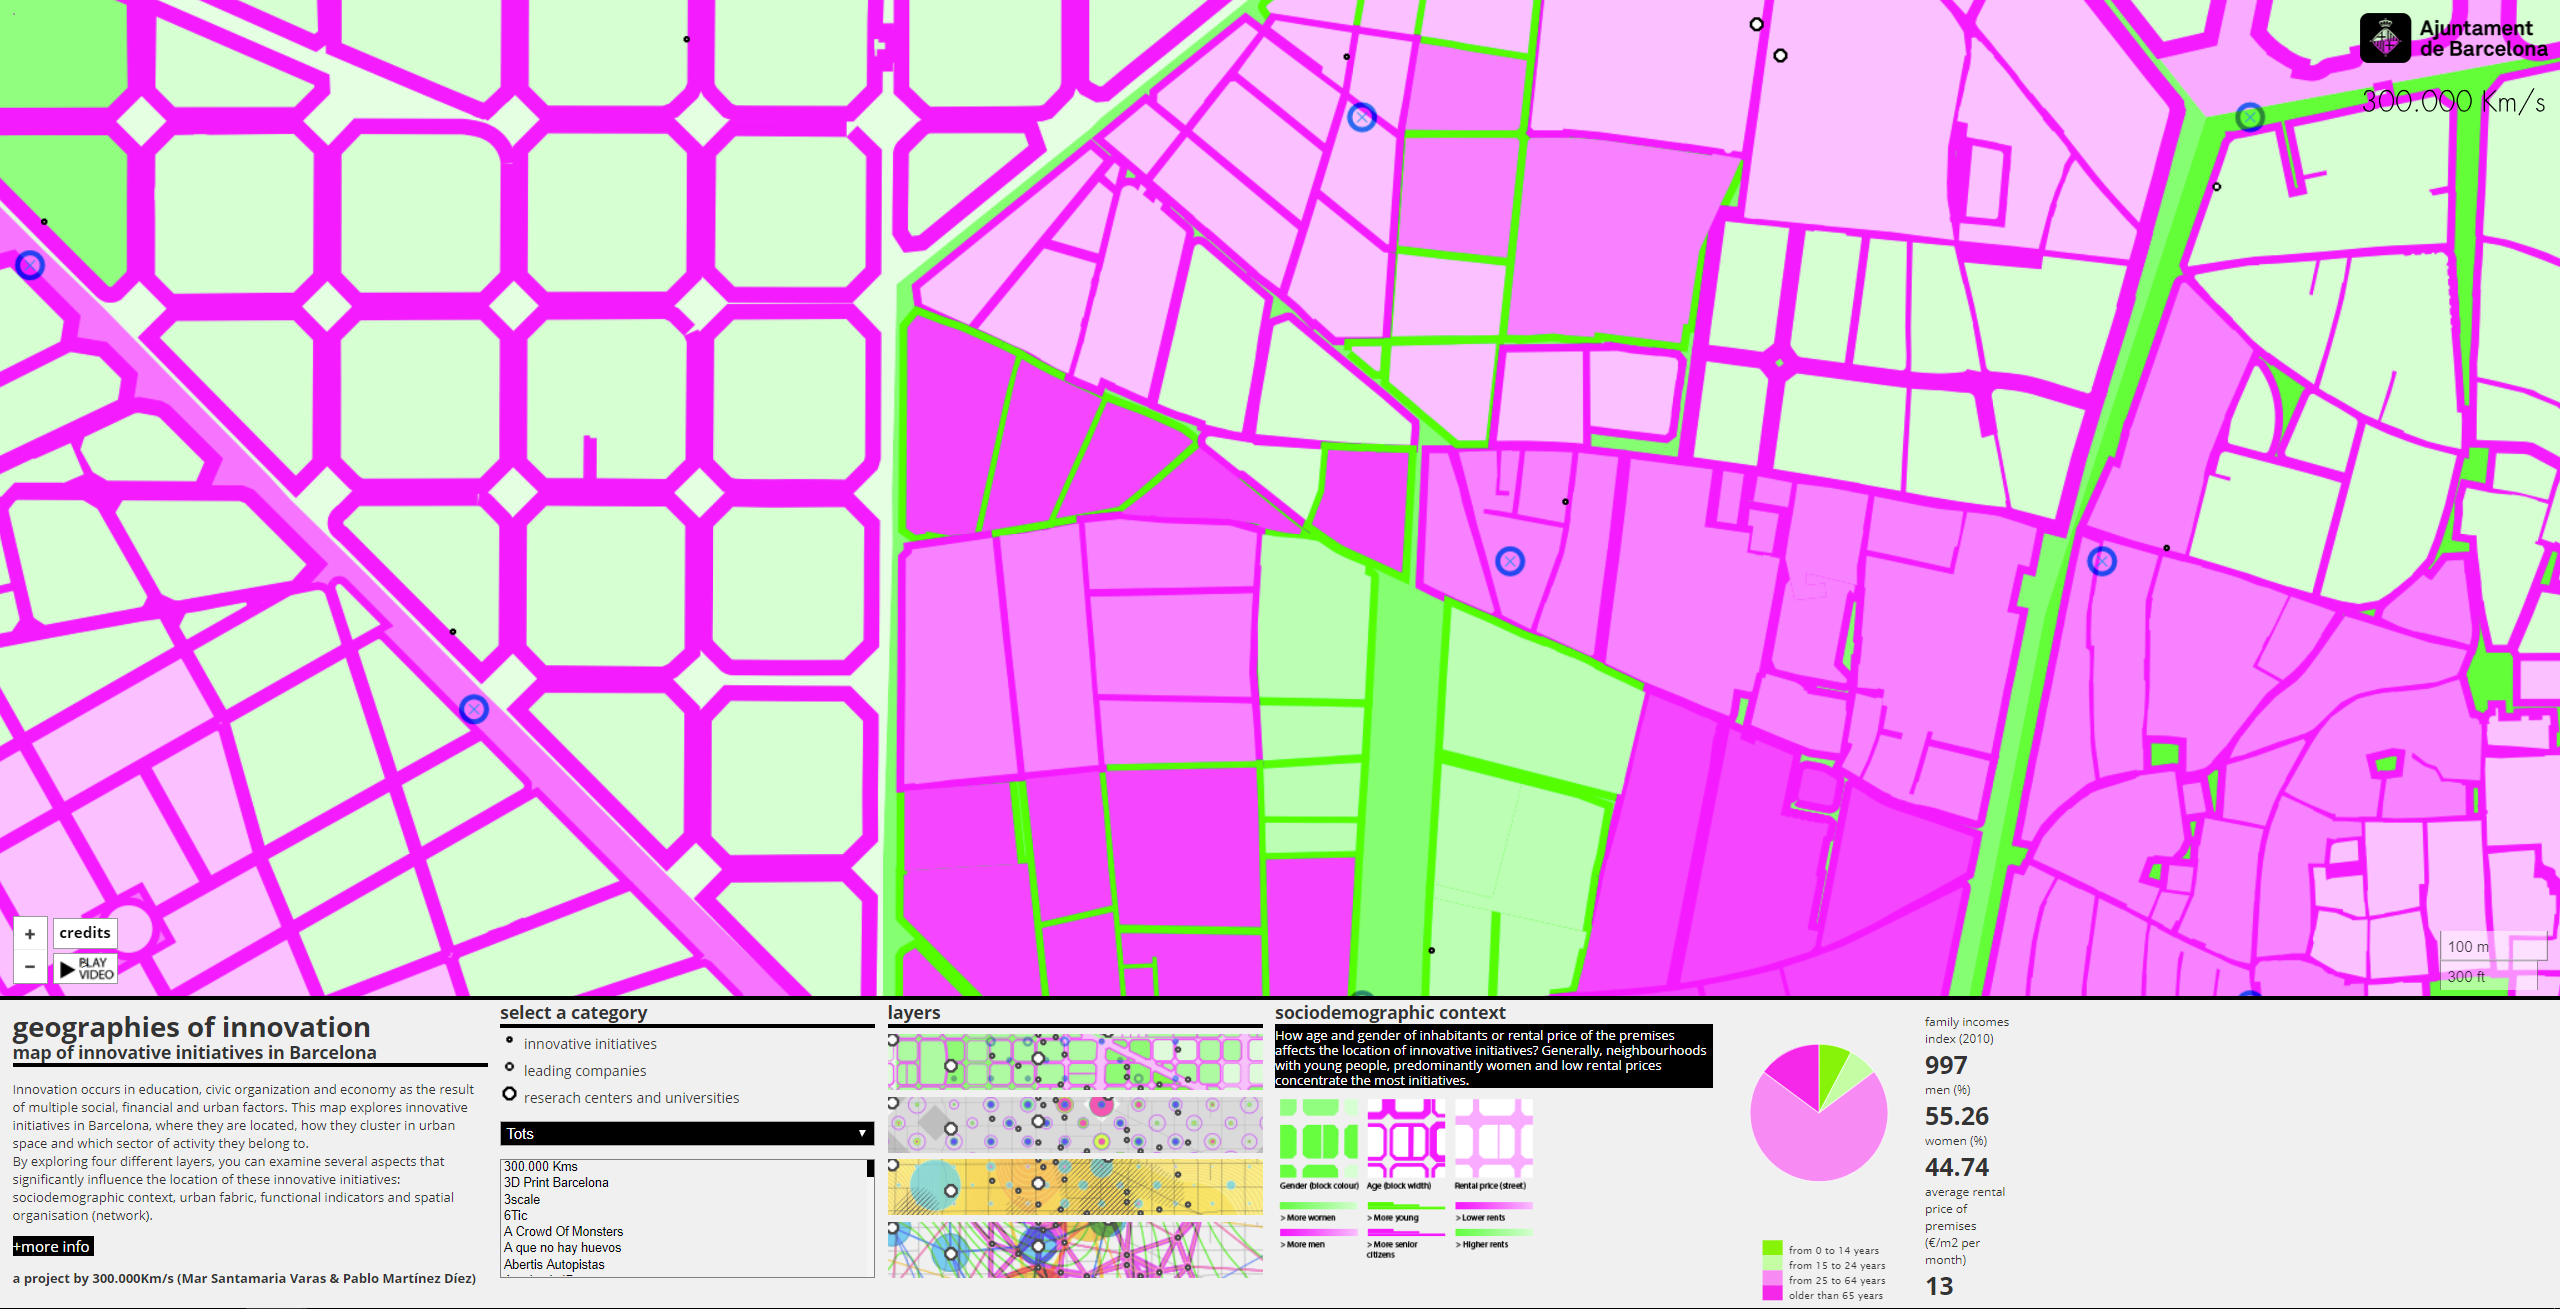 Ajuntament
de Barcelona
300.000 Km/s
+
−
credits
PLAY
VIDEO
100 m
300 ft
geographies of innovation
map of innovative initiatives in Barcelona
Innovation occurs in education, civic organization and economy as the result
of multiple social, financial and urban factors. This map explores innovative
initiatives in Barcelona, where they are located, how they cluster in urban
space and which sector of activity they belong to.
By exploring four different layers, you can examine several aspects that
significantly influence the location of these innovative initiatives:
sociodemographic context, urban fabric, functional indicators and spatial
organisation (network).
+more info
a project by 300.000Km/s (Mar Santamaria Varas & Pablo Martínez Díez)
select a category
innovative initiatives
leading companies
reserach centers and universities
Tots
300.000 Kms
3D Print Barcelona
3scale
6Tic
A Crowd Of Monsters
A que no hay huevos
Abertis Autopistas
layers
sociodemographic context
How age and gender of inhabitants or rental price of the premises
affects the location of innovative initiatives? Generally, neighbourhoods
with young people, predominantly women and low rental prices
concentrate the most initiatives.
Gender (block colour)
> More women
> More men
Age (block width)
> More young
> More senior
citizens
Rental price (street)
> Lower rents
> Higher rents
from 0 to 14 years
from 15 to 24 years
from 25 to 64 years
older than 65 years
family incomes
index (2010)
997
men (%)
55.26
women (%)
44.74
average rental
price of
premises
(€/m2 per
month)
13